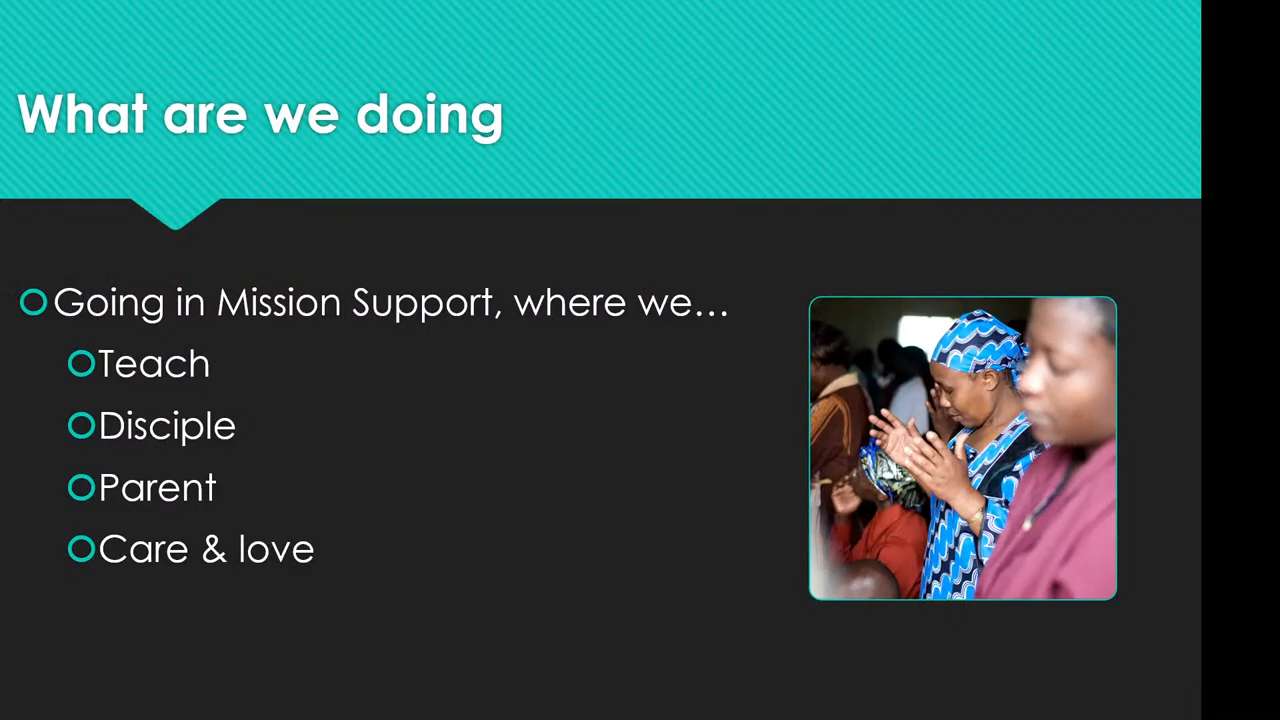 What are we doing
Going in Mission Support, where we…
Teach
Disciple
Parent
Care & love